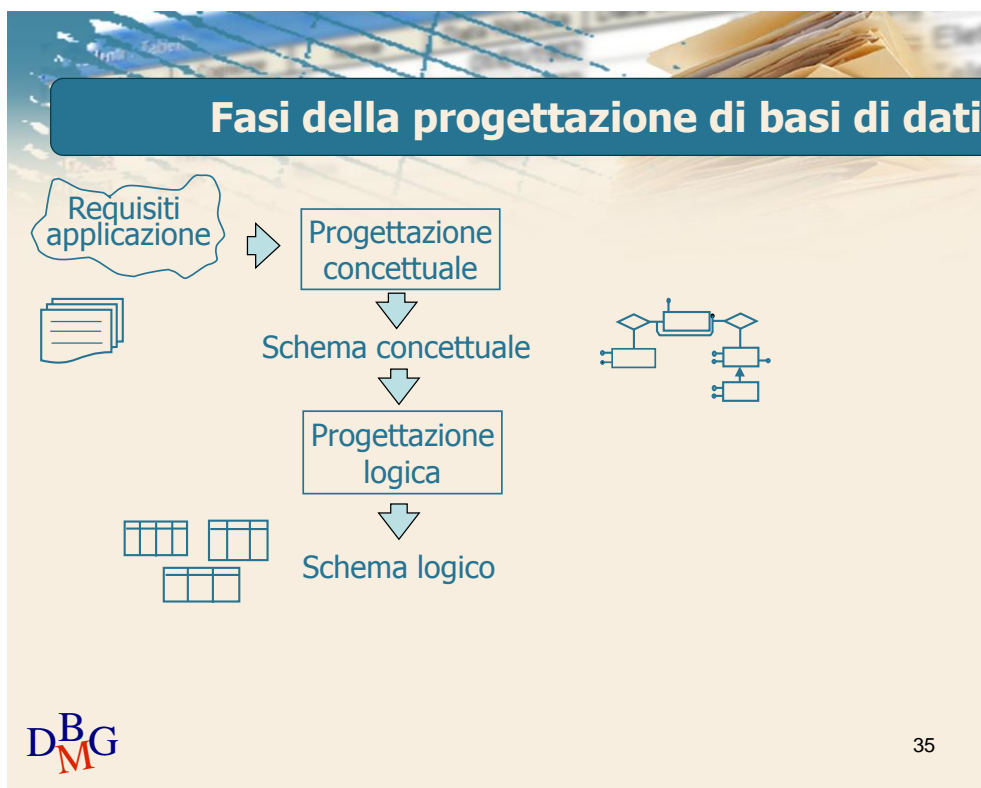 Fasi della progettazione di basi di dati
Requisiti
applicazione
Progettazione
concettuale
Schema concettuale
Progettazione
logica
Schema logico
DBMG
35